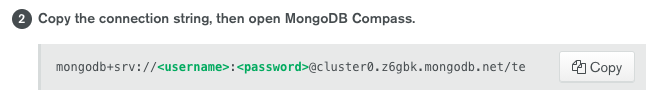 2 Copy the connection string, then open MongoDB Compass.
mongodb+srv://<username>:<password>@cluster0.z6gbk.mongodb.net/te Copy